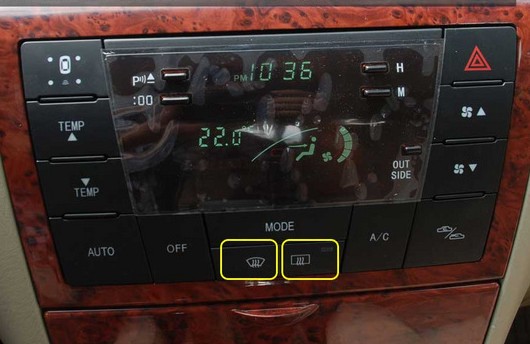 P
PM 10 36
H
:00
M
TEMP
22.0
OUT
SIDE
TEMP
MODE
AUTO
OFF
A/C